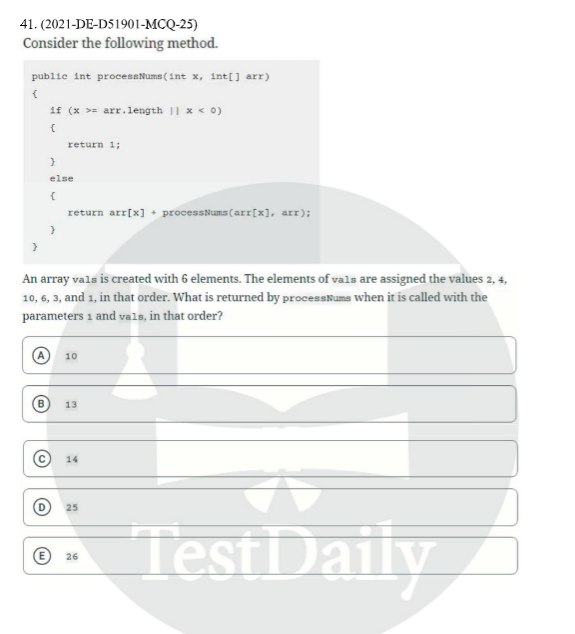 41. (2021-DE-D51901-MCQ-25)
Consider the following method.
public int processNums(int x, int[] arr)
{
if (x >= arr.length || x < 0)
{
return 1;
}
else
{
return arr[x] + processNums(arr[x], arr);
}
}
An array vals is created with 6 elements. The elements of vals are assigned the values 2, 4,
10, 6, 3, and 1, in that order. What is returned by processNums when it is called with the
parameters 1 and vals, in that order?
A 10
B 13
C 14
D 25
E 26
TestDaily